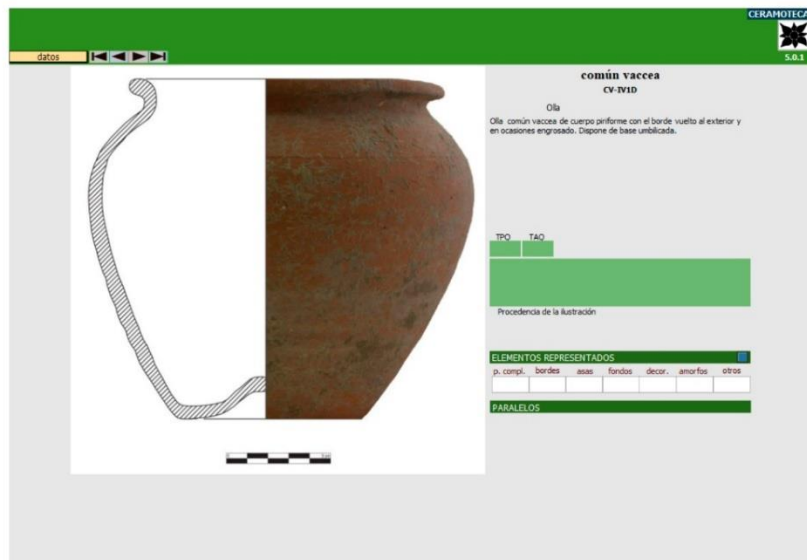 CERAMOTECA
datos
5.0.1
común vaccea
CV-IV1D
Olla
Olla común vaccea de cuerpo piriforme con el borde vuelto al exterior y
en ocasiones engrosado. Dispone de base umbilicada.
TPQ TAQ
Procedencia de la ilustración
ELEMENTOS REPRESENTADOS
p. compl. bordes asas fondos decor. amorfos otros
PARALELOS